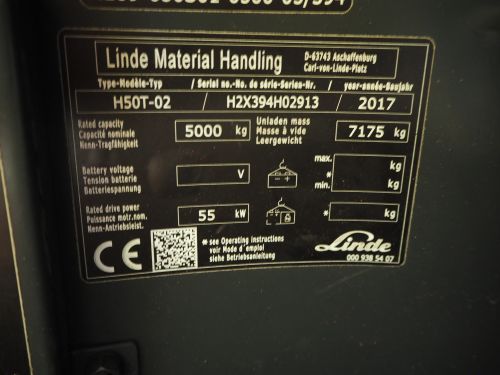 Linde Material Handling
D-63743 Aschaffenburg
Carl-von-Linde-Platz
Type-Modèle-Typ / Serial no.-No. de série-Serien-Nr. / year-année-Baujahr
H50T-02 / H2X394H02913 / 2017
Rated capacity
Capacité nominale
Nenn-Tragfähigkeit
5000 kg
Unladen mass
Masse à vide
Leergewicht
7175 kg
Battery voltage
Tension batterie
Batteriespannung
V
max. kg
*
min. kg
Rated drive power
Puissance motr.nom.
Nenn-Antriebsleist.
55 kW
* kg
CE
* see Operating instructions
voir Mode d'emploi
siehe Betriebsanleitung
Linde
000 938 54 07